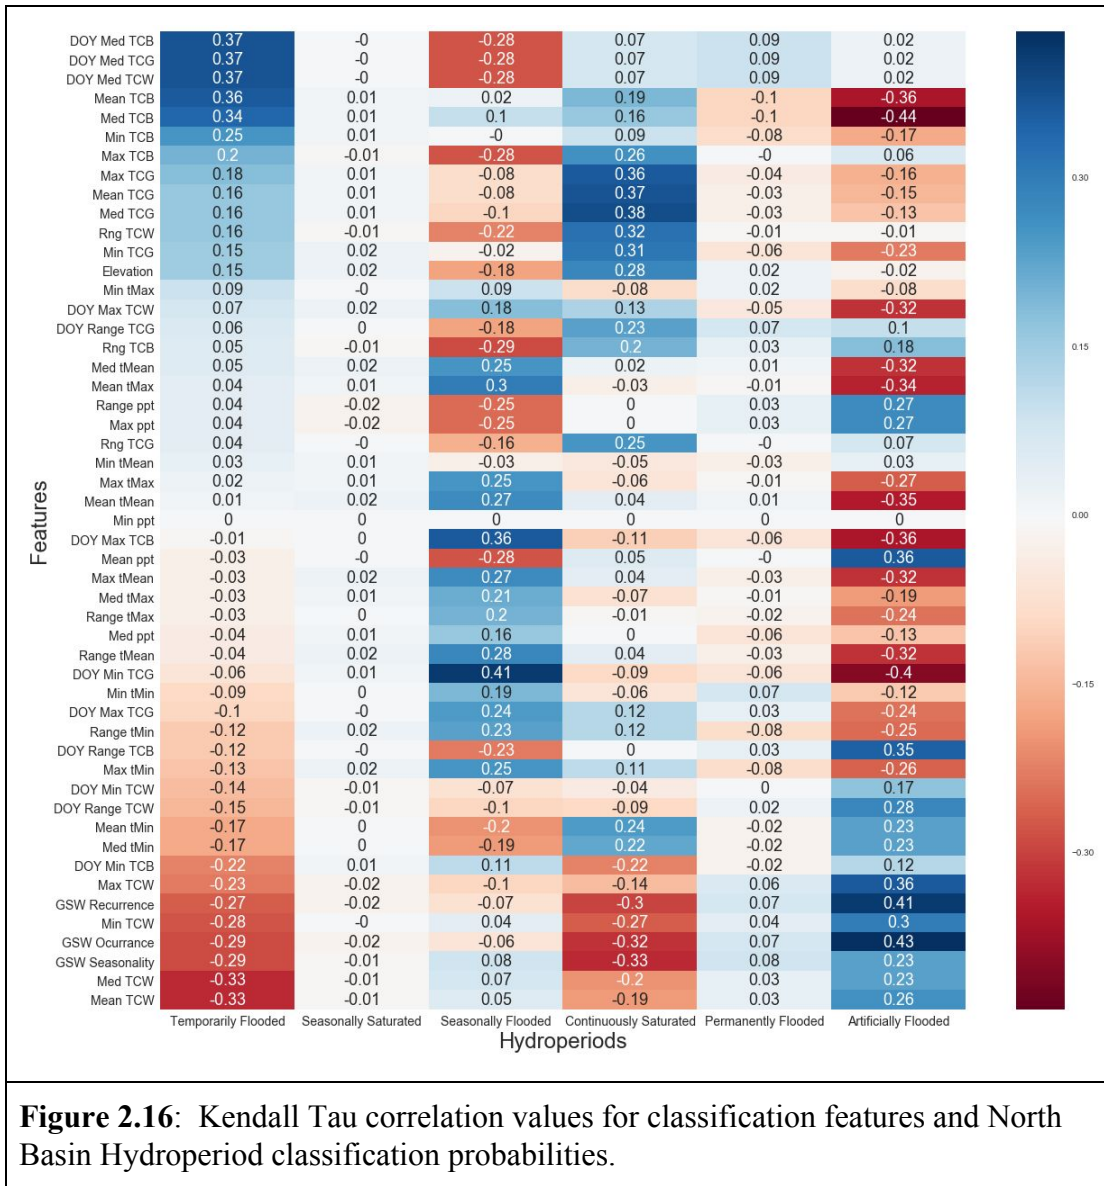 DOY Med TCB 0.37 -0 -0.28 0.07 0.09 0.02
DOY Med TCG 0.37 -0 -0.28 0.07 0.09 0.02
DOY Med TCW 0.37 -0 -0.28 0.07 0.09 0.02
Mean TCB 0.36 0.01 0.02 0.19 -0.1 -0.36
Med TCB 0.34 0.01 0.1 0.16 -0.1 -0.44
Min TCB 0.25 0.01 -0 0.09 -0.08 -0.17
Max TCB 0.2 -0.01 -0.28 0.26 -0 0.06
Max TCG 0.18 0.01 -0.08 0.36 -0.04 -0.16
0.30
Mean TCG 0.16 0.01 -0.08 0.37 -0.03 -0.15
Med TCG 0.16 0.01 -0.1 0.38 -0.03 -0.13
Rng TCW 0.16 -0.01 -0.22 0.32 -0.01 -0.01
Min TCG 0.15 0.02 -0.02 0.31 -0.06 -0.23
Elevation 0.15 0.02 -0.18 0.28 0.02 -0.02
Min tMax 0.09 -0 0.09 -0.08 0.02 -0.08
DOY Max TCW 0.07 0.02 0.18 0.13 -0.05 -0.32
DOY Range TCG 0.06 0 -0.18 0.23 0.07 0.1
Rng TCB 0.05 -0.01 -0.29 0.2 0.03 0.18
0.15
Med tMean 0.05 0.02 0.25 0.02 0.01 -0.32
Mean tMax 0.04 0.01 0.3 -0.03 -0.01 -0.34
Range ppt 0.04 -0.02 -0.25 0 0.03 0.27
Max ppt 0.04 -0.02 -0.25 0 0.03 0.27
Rng TCG 0.04 -0 -0.16 0.25 -0 0.07
Min tMean 0.03 0.01 -0.03 -0.05 -0.03 0.03
Max tMax 0.02 0.01 0.25 -0.06 -0.01 -0.27
Mean tMean 0.01 0.02 0.27 0.04 0.01 -0.35
Features
Min ppt 0 0 0 0 0 0
0.00
DOY Max TCB -0.01 0 0.36 -0.11 -0.06 -0.36
Mean ppt -0.03 -0 -0.28 0.05 -0 0.36
Max tMean -0.03 0.02 0.27 0.04 -0.03 -0.32
Med tMax -0.03 0.01 0.21 -0.07 -0.01 -0.19
Range tMax -0.03 0 0.2 -0.01 -0.02 -0.24
Med ppt -0.04 0.01 0.16 0 -0.06 -0.13
Range tMean -0.04 0.02 0.28 0.04 -0.03 -0.32
DOY Min TCG -0.06 0.01 0.41 -0.09 -0.06 -0.4
-0.15
Min tMin -0.09 0 0.19 -0.06 0.07 -0.12
DOY Max TCG -0.1 -0 0.24 0.12 0.03 -0.24
Range tMin -0.12 0.02 0.23 0.12 -0.08 -0.25
DOY Range TCB -0.12 -0 -0.23 0 0.03 0.35
Max tMin -0.13 0.02 0.25 0.11 -0.08 -0.26
DOY Min TCW -0.14 -0.01 -0.07 -0.04 0 0.17
DOY Range TCW -0.15 -0.01 -0.1 -0.09 0.02 0.28
Mean tMin -0.17 0 -0.2 0.24 -0.02 0.23
Med tMin -0.17 0 -0.19 0.22 -0.02 0.23
DOY Min TCB -0.22 0.01 0.11 -0.22 -0.02 0.12
-0.30
Max TCW -0.23 -0.02 -0.1 -0.14 0.06 0.36
GSW Recurrence -0.27 -0.02 -0.07 -0.3 0.07 0.41
Min TCW -0.28 -0 0.04 -0.27 0.04 0.3
GSW Ocurrance -0.29 -0.02 -0.06 -0.32 0.07 0.43
GSW Seasonality -0.29 -0.01 0.08 -0.33 0.08 0.23
Med TCW -0.33 -0.01 0.07 -0.2 0.03 0.23
Mean TCW -0.33 -0.01 0.05 -0.19 0.03 0.26
Temporarily Flooded Seasonally Saturated Seasonally Flooded Continuously Saturated Permanently Flooded Artificially Flooded
Hydroperiods
Figure 2.16: Kendall Tau correlation values for classification features and North
Basin Hydroperiod classification probabilities.